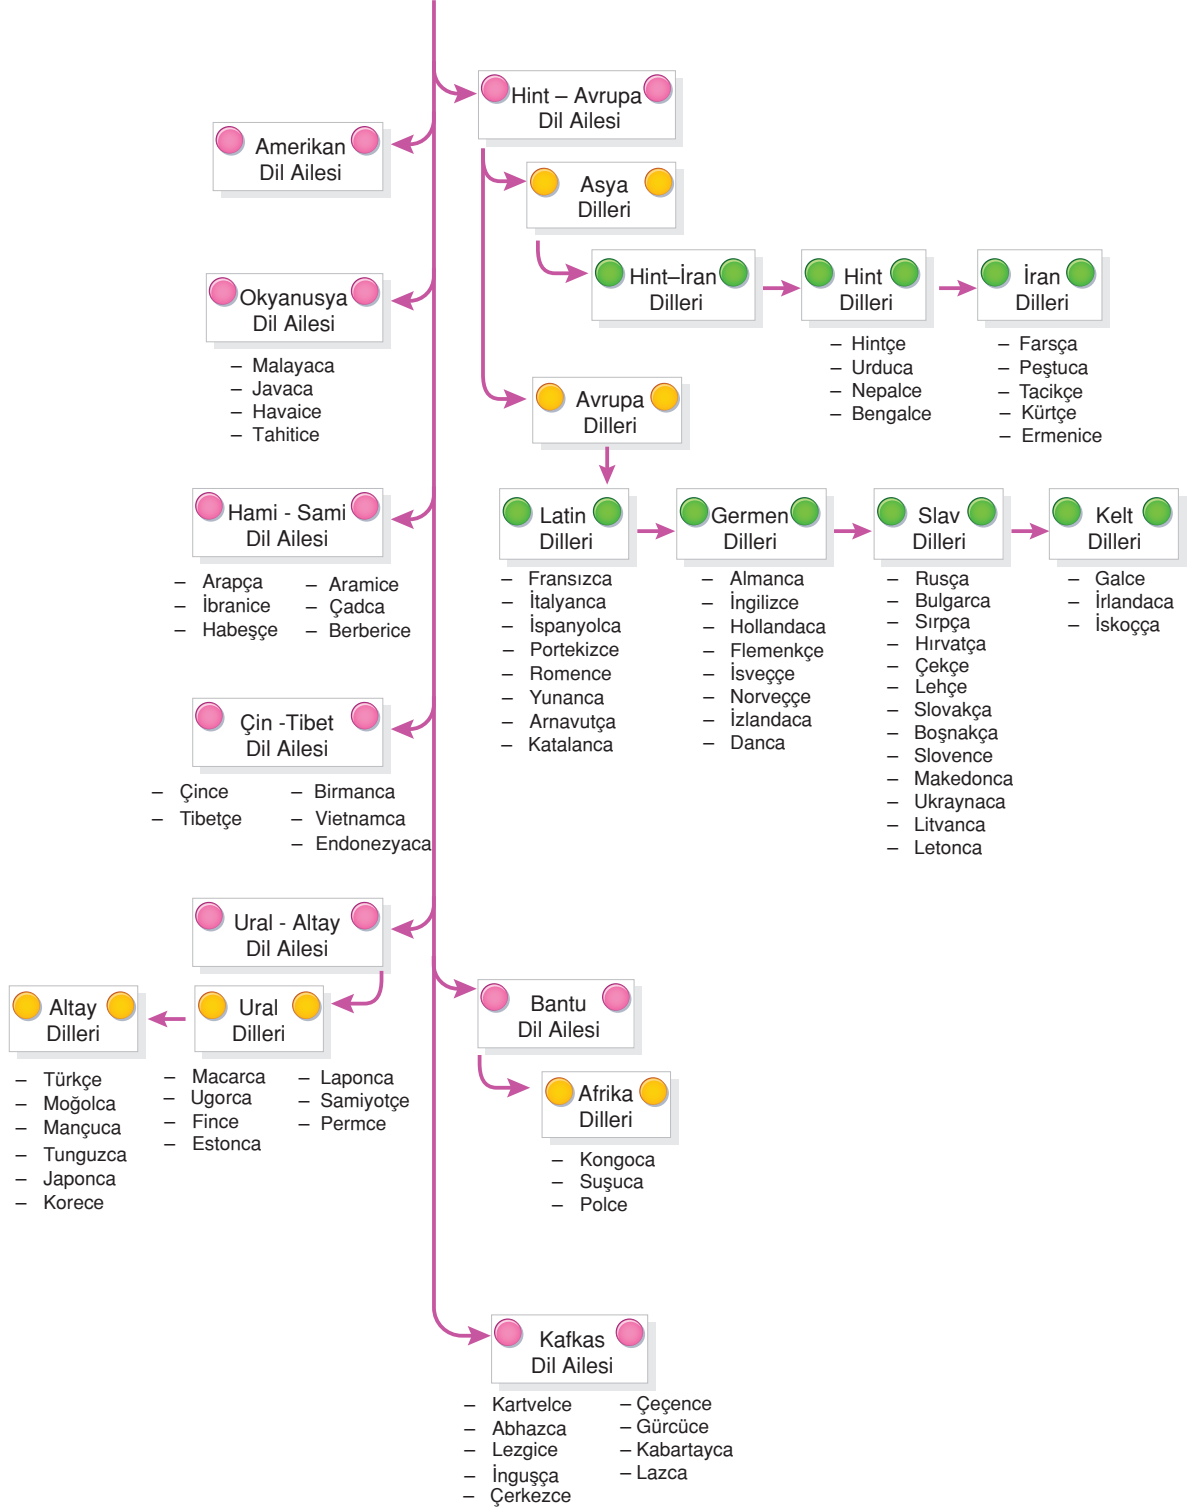 Hint – Avrupa
Dil Ailesi
Amerikan
Dil Ailesi
Asya
Dilleri
Hint–İran
Dilleri
Hint
Dilleri
İran
Dilleri
– Hintçe
– Urduca
– Nepalce
– Bengalce
– Farsça
– Peştuca
– Tacikçe
– Kürtçe
– Ermenice
Okyanusya
Dil Ailesi
– Malayaca
– Javaca
– Havaice
– Tahitice
Avrupa
Dilleri
Latin
Dilleri
Germen
Dilleri
Slav
Dilleri
Kelt
Dilleri
– Fransızca
– İtalyanca
– İspanyolca
– Portekizce
– Romence
– Yunanca
– Arnavutça
– Katalanca
– Almanca
– İngilizce
– Hollandaca
– Flemenkçe
– İsveççe
– Norveççe
– İzlandaca
– Danca
– Rusça
– Bulgarca
– Sırpça
– Hırvatça
– Çekçe
– Lehçe
– Slovakça
– Boşnakça
– Slovence
– Makedonca
– Ukraynaca
– Litvanca
– Letonca
– Galce
– İrlandaca
– İskoçça
Hami - Sami
Dil Ailesi
– Arapça
– İbranice
– Habeşçe
– Aramice
– Çadca
– Berberice
Çin -Tibet
Dil Ailesi
– Çince
– Tibetçe
– Birmanca
– Vietnamca
– Endonezyaca
Ural - Altay
Dil Ailesi
Altay
Dilleri
Ural
Dilleri
– Türkçe
– Moğolca
– Mançuca
– Tunguzca
– Japonca
– Korece
– Macarca
– Ugorca
– Fince
– Estonca
– Laponca
– Samiyotçe
– Permce
Bantu
Dil Ailesi
Afrika
Dilleri
– Kongoca
– Suşuca
– Polce
Kafkas
Dil Ailesi
– Kartvelce
– Abhazca
– Lezgice
– İnguşça
– Çerkezce
– Çeçence
– Gürcüce
– Kabartayca
– Lazca